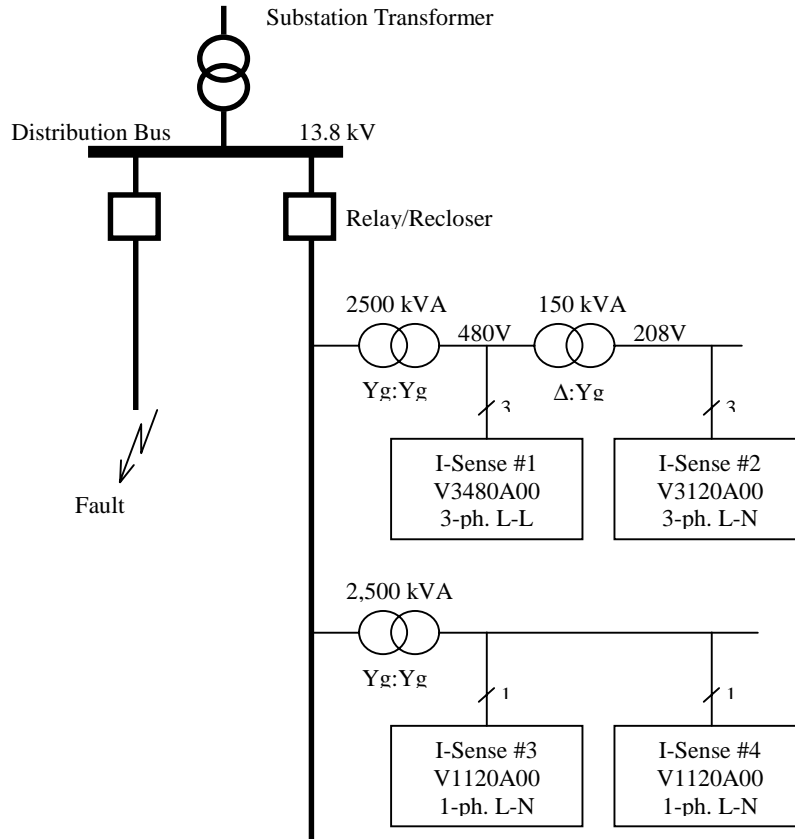 Substation Transformer
Distribution Bus
13.8 kV
Relay/Recloser
2500 kVA
150 kVA
480V
208V
Yg:Yg
Δ:Yg
3
3
I-Sense #1
V3480A00
3-ph. L-L
I-Sense #2
V3120A00
3-ph. L-N
Fault
2,500 kVA
Yg:Yg
1
1
I-Sense #3
V1120A00
1-ph. L-N
I-Sense #4
V1120A00
1-ph. L-N